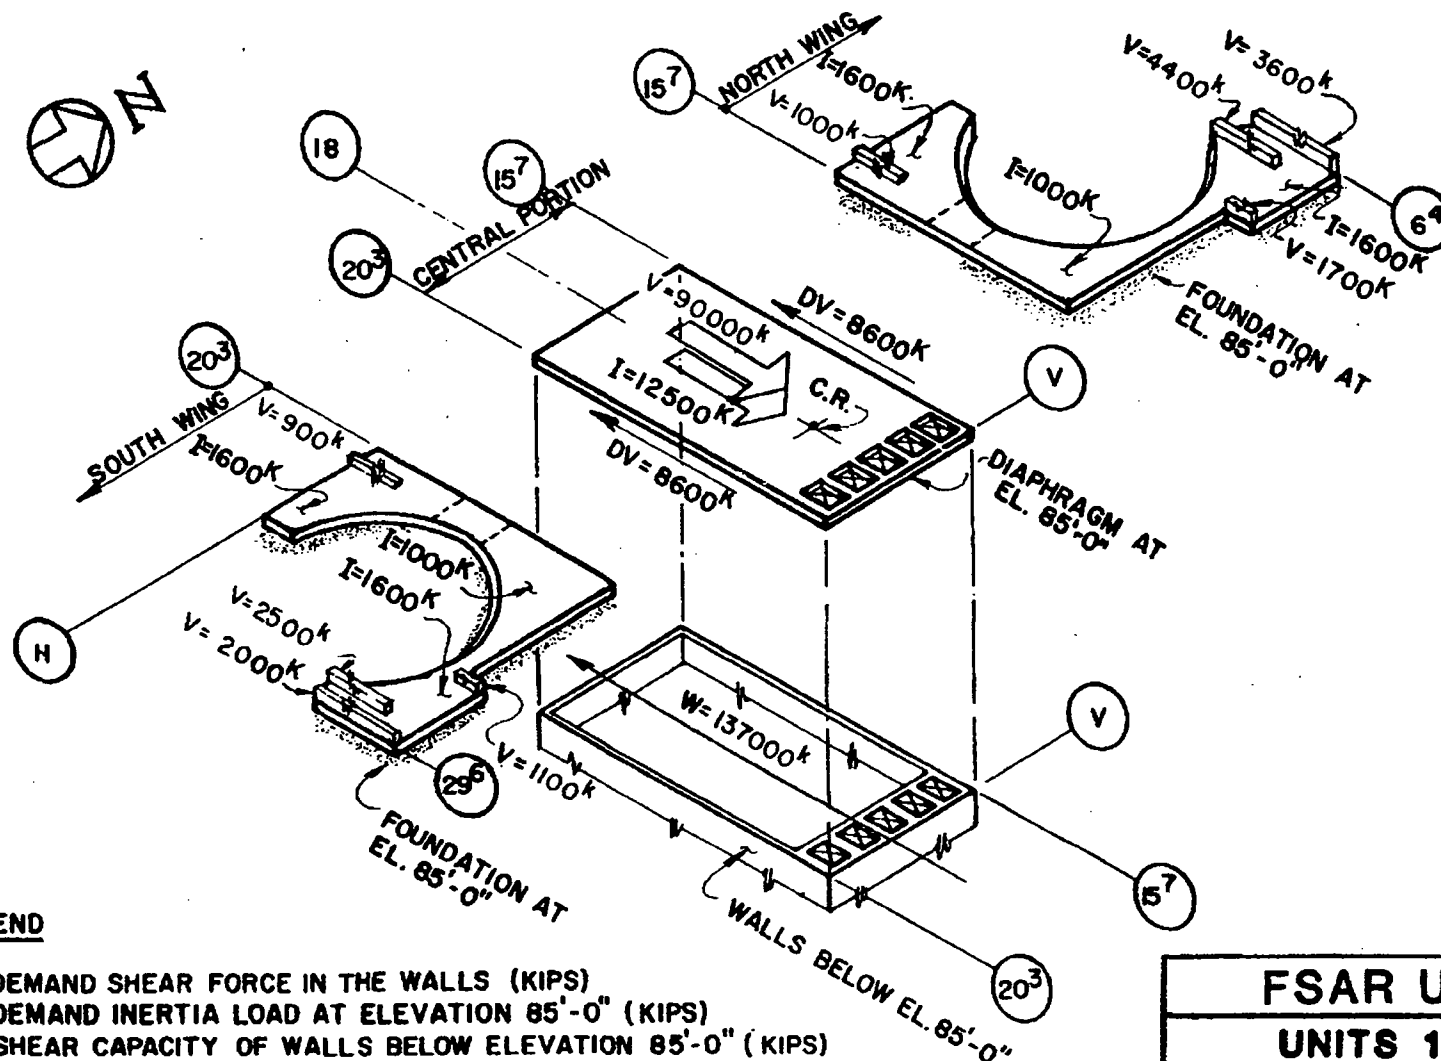 N
18
15⁷
15⁷
NORTH WING
I=1600K
V=1000k
V=4400k
V=3600k
I=1000K
6⁴
I=1600K
V=1700K
FOUNDATION AT
EL. 85'-0"
20³
CENTRAL PORTION
V=90000k
DV=8600K
I=12500K
C.R.
V
DV=8600K
DIAPHRAGM AT
EL. 85'-0"
20³
SOUTH WING
V=900k
I=1600K
I=1000K
I=1600K
V=2500k
V=2000K
H
V=1100k
29⁶
FOUNDATION AT
EL. 85'-0"
W=137000k
V
15⁷
20³
WALLS BELOW EL. 85'-0"
END
DEMAND SHEAR FORCE IN THE WALLS (KIPS)
DEMAND INERTIA LOAD AT ELEVATION 85'-0" (KIPS)
SHEAR CAPACITY OF WALLS BELOW ELEVATION 85'-0" (KIPS)
FSAR U
UNITS 1